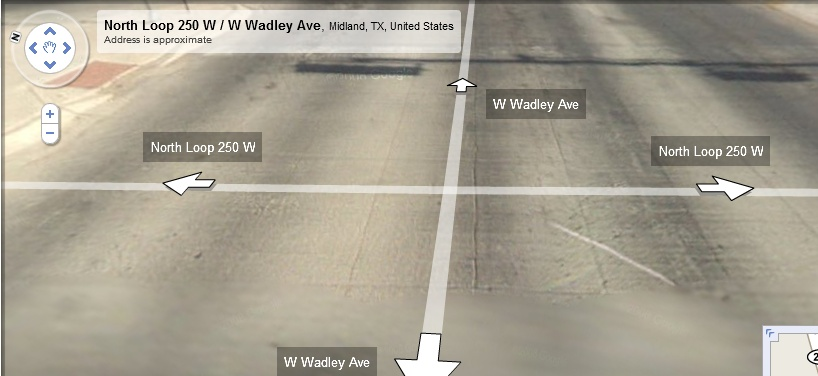 North Loop 250 W / W Wadley Ave, Midland, TX, United States
Address is approximate
N
W Wadley Ave
North Loop 250 W
North Loop 250 W
W Wadley Ave
2